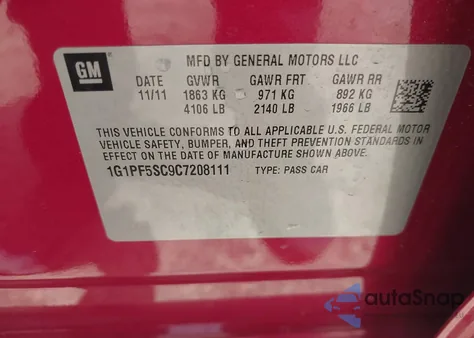 GM
MFD BY GENERAL MOTORS LLC
DATE GVWR GAWR FRT GAWR RR
11/11 1863 KG 971 KG 892 KG
4106 LB 2140 LB 1966 LB
THIS VEHICLE CONFORMS TO ALL APPLICABLE U.S. FEDERAL MOTOR
VEHICLE SAFETY, BUMPER, AND THEFT PREVENTION STANDARDS IN
EFFECT ON THE DATE OF MANUFACTURE SHOWN ABOVE.
1G1PF5SC9C7208111 TYPE: PASS CAR
autoSnap